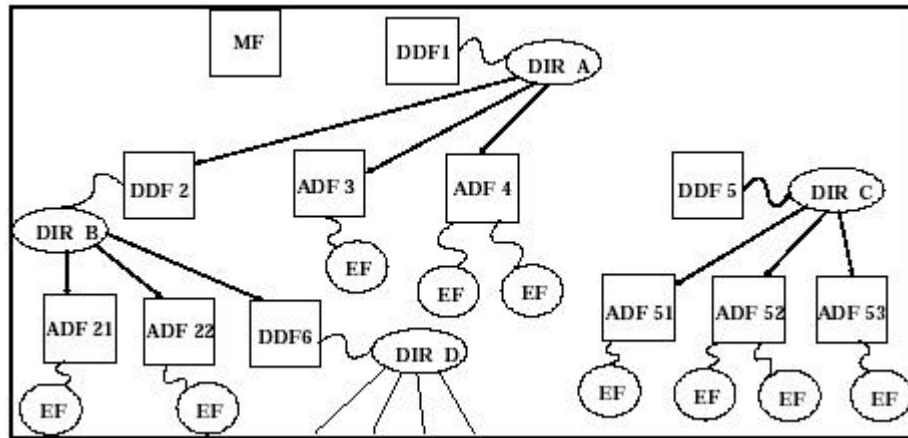 MF
DDF1
DIR A
DDF 2
ADF 3
ADF 4
DDF 5
DIR C
DIR B
EF
EF
EF
ADF 21
ADF 22
DDF6
DIR D
ADF 51
ADF 52
ADF 53
EF
EF
EF
EF
EF
EF